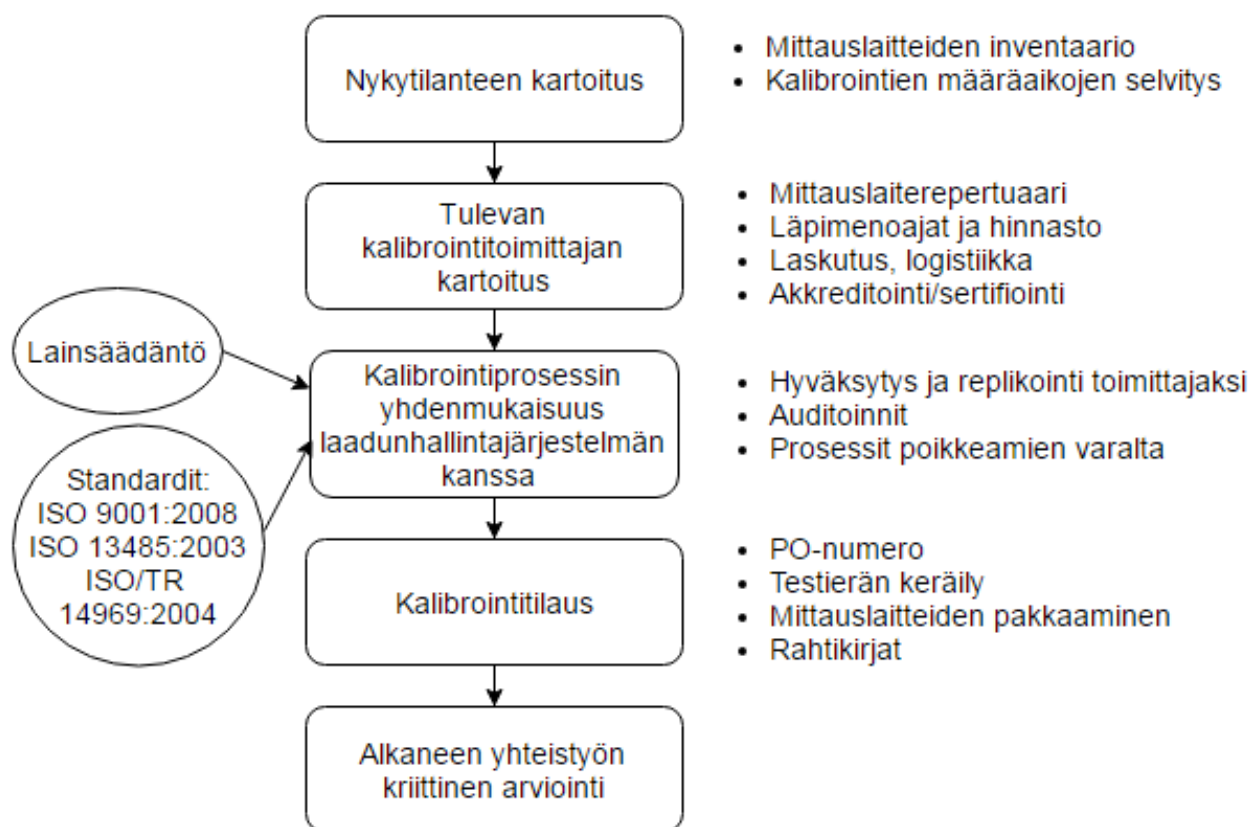 Nykytilanteen kartoitus
• Mittauslaitteiden inventaario
• Kalibrointien määräaikojen selvitys
Tulevan
kalibrointitoimittajan
kartoitus
• Mittauslaiterepertuaari
• Läpimenoajat ja hinnasto
• Laskutus, logistiikka
• Akkreditointi/sertifiointi
Lainsäädäntö
Standardit:
ISO 9001:2008
ISO 13485:2003
ISO/TR
14969:2004
Kalibrointiprosessin
yhdenmukaisuus
laadunhallintajärjestelmän
kanssa
• Hyväksytys ja replikointi toimittajaksi
• Auditoinnit
• Prosessit poikkeamien varalta
Kalibrointitilaus
• PO-numero
• Testierän keräily
• Mittauslaitteiden pakkaaminen
• Rahtikirjat
Alkaneen yhteistyön
kriittinen arviointi